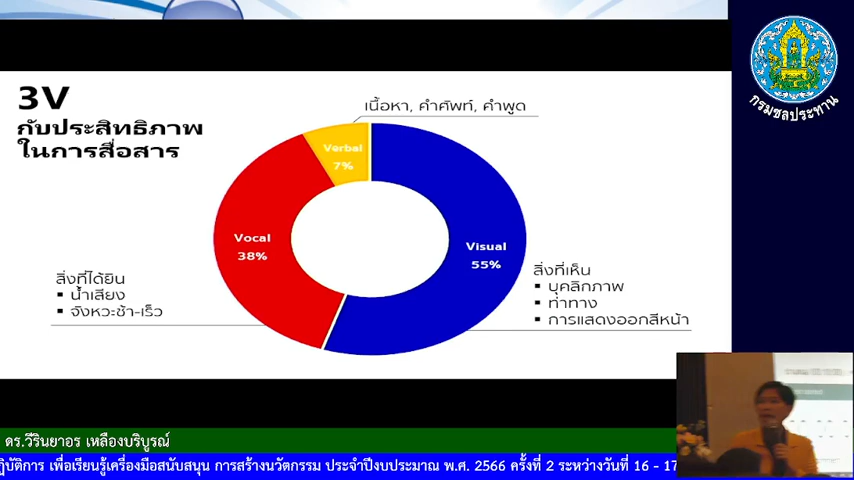 3V
กับประสิทธิภาพ
ในการสื่อสาร
เนื้อหา, คำศัพท์, คำพูด
Verbal
7%
Vocal
38%
Visual
55%
สิ่งที่ได้ยิน
▪ น้ำเสียง
▪ จังหวะช้า-เร็ว
สิ่งที่เห็น
▪ บุคลิกภาพ
▪ ท่าทาง
▪ การแสดงออกสีหน้า
กรมชลประทาน
ดร.วีรินยาอร เหลืองบริบูรณ์
ฏิบัติการ เพื่อเรียนรู้เครื่องมือสนับสนุน การสร้างนวัตกรรม ประจำปีงบประมาณ พ.ศ. 2566 ครั้งที่ 2 ระหว่างวันที่ 16 - 17